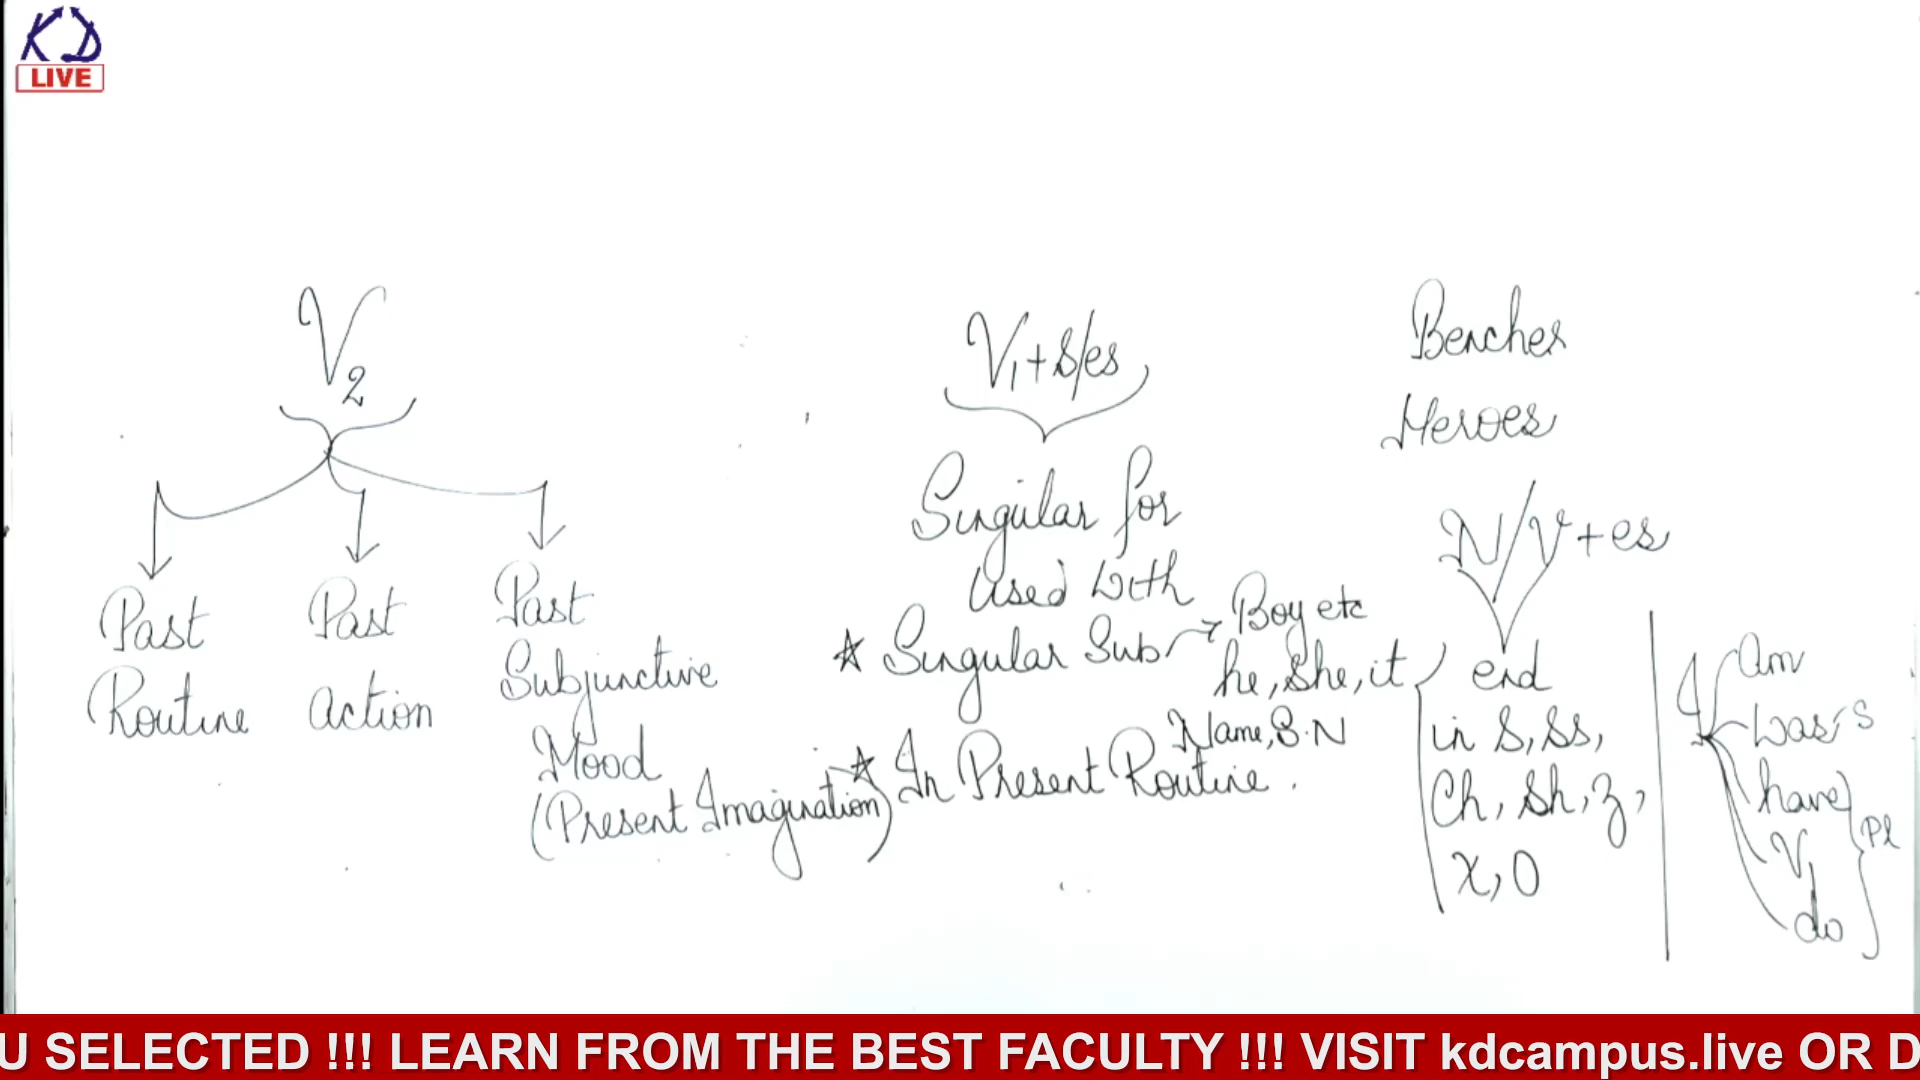 KD
LIVE
V2
Past
Routine
Past
action
Past
Subjunctive
Mood
(Present Imagination)
V1+s/es
Singular for
Used with
★ Singular Sub → Boy etc
he, she, it
Name, S.N
★ In Present Routine.
Benches
Heroes
N/V+es
end
in S, SS,
Ch, Sh, z,
x, O
I
am
was S
have
V1
do
Pl
U SELECTED !!! LEARN FROM THE BEST FACULTY !!! VISIT kdcampus.live OR D